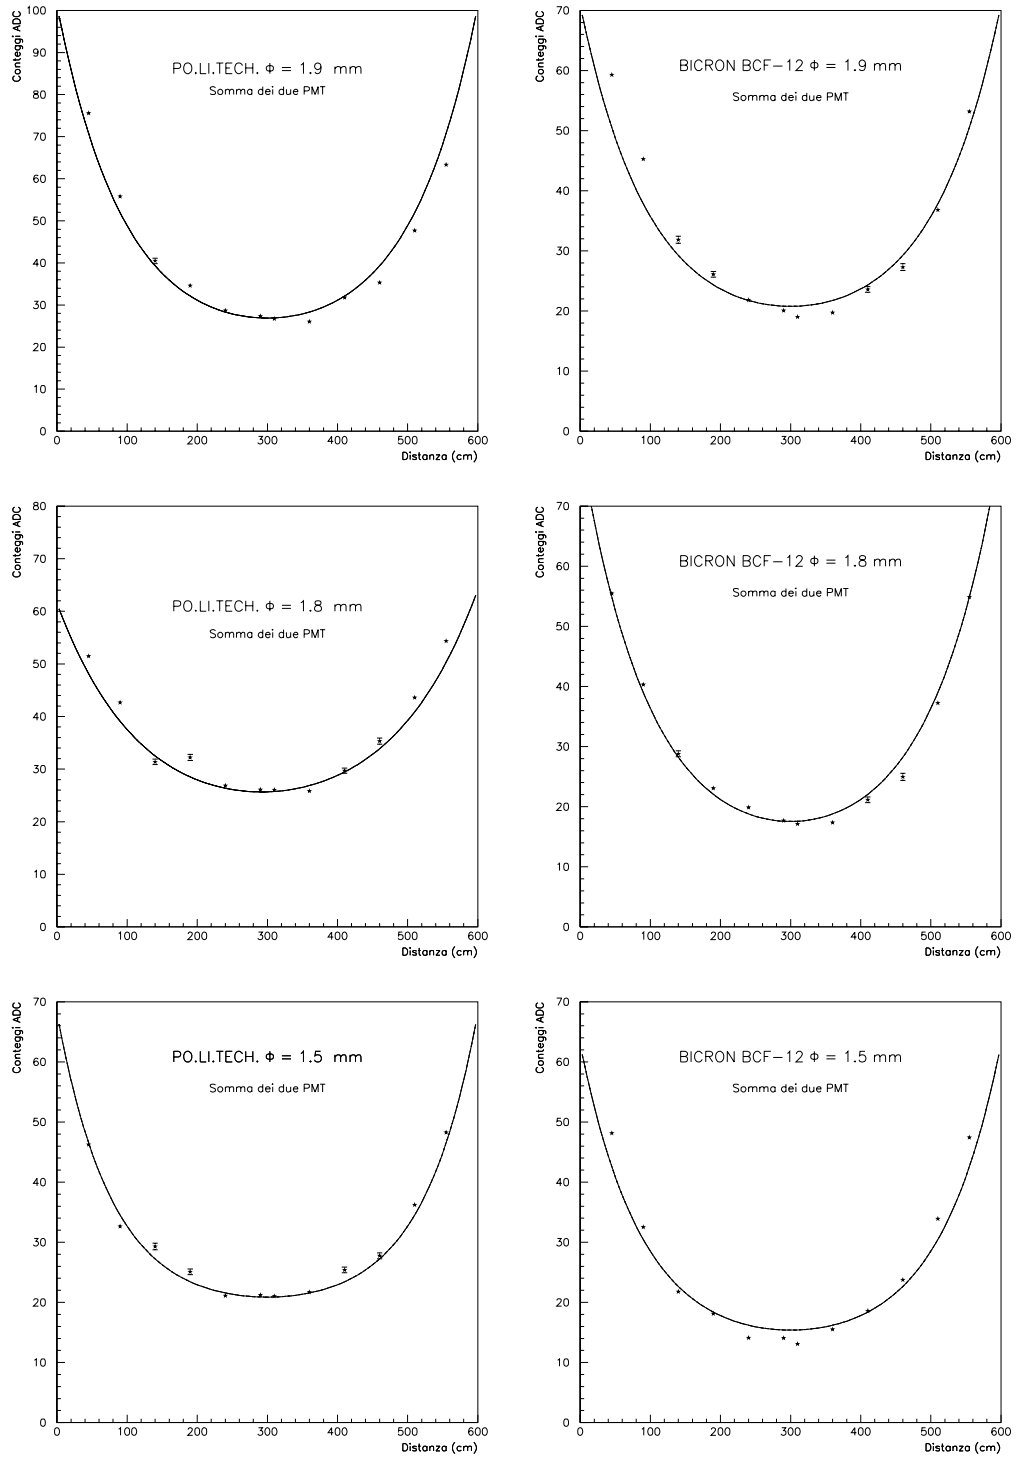 Conteggi ADC
PO.LI.TECH. Φ = 1.9 mm
Somma dei due PMT
100
90
80
70
60
50
40
30
20
10
0
0 100 200 300 400 500 600
Distanza (cm)
Conteggi ADC
BICRON BCF-12 Φ = 1.9 mm
Somma dei due PMT
70
60
50
40
30
20
10
0
0 100 200 300 400 500 600
Distanza (cm)
Conteggi ADC
PO.LI.TECH. Φ = 1.8 mm
Somma dei due PMT
80
70
60
50
40
30
20
10
0
0 100 200 300 400 500 600
Distanza (cm)
Conteggi ADC
BICRON BCF-12 Φ = 1.8 mm
Somma dei due PMT
70
60
50
40
30
20
10
0
0 100 200 300 400 500 600
Distanza (cm)
Conteggi ADC
PO.LI.TECH. Φ = 1.5 mm
Somma dei due PMT
70
60
50
40
30
20
10
0
0 100 200 300 400 500 600
Distanza (cm)
Conteggi ADC
BICRON BCF-12 Φ = 1.5 mm
Somma dei due PMT
70
60
50
40
30
20
10
0
0 100 200 300 400 500 600
Distanza (cm)